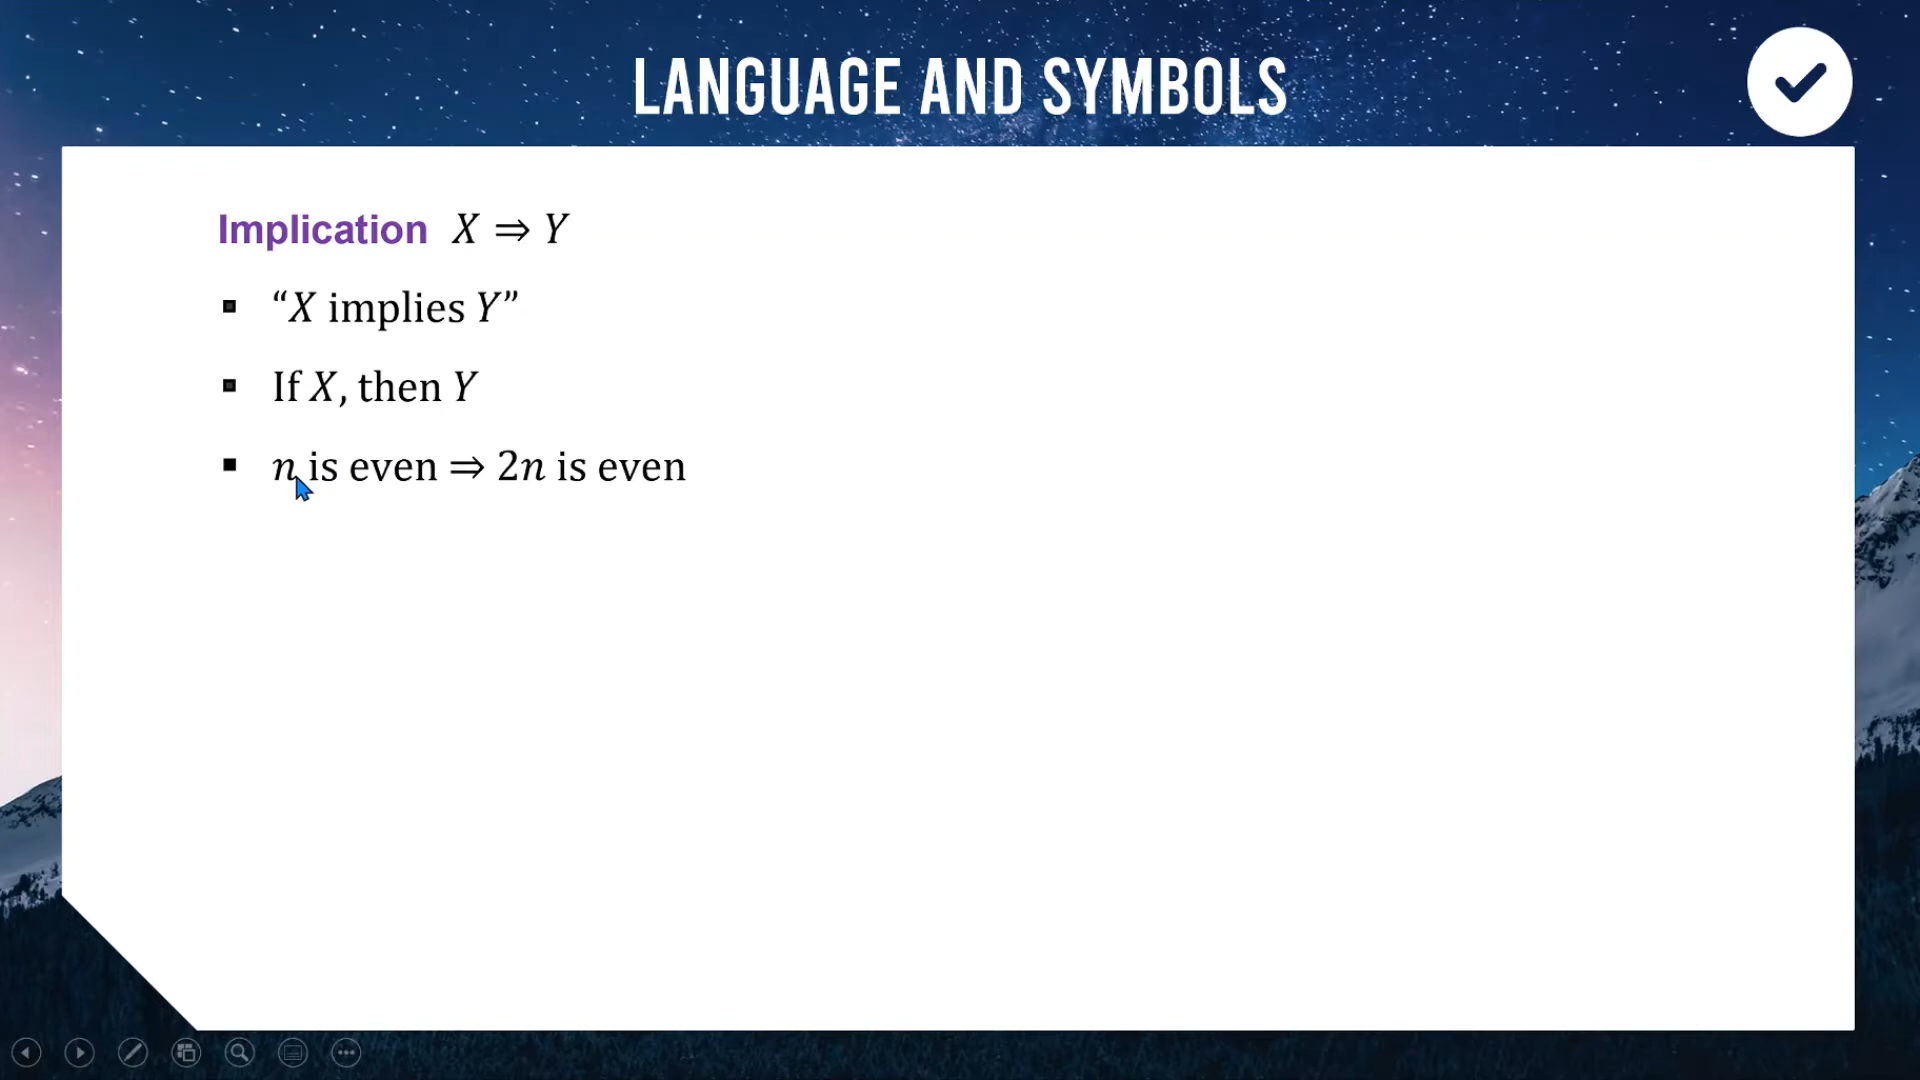 LANGUAGE AND SYMBOLS
Implication X ⇒ Y
▪ “X implies Y”
▪ If X, then Y
▪ n is even ⇒ 2n is even